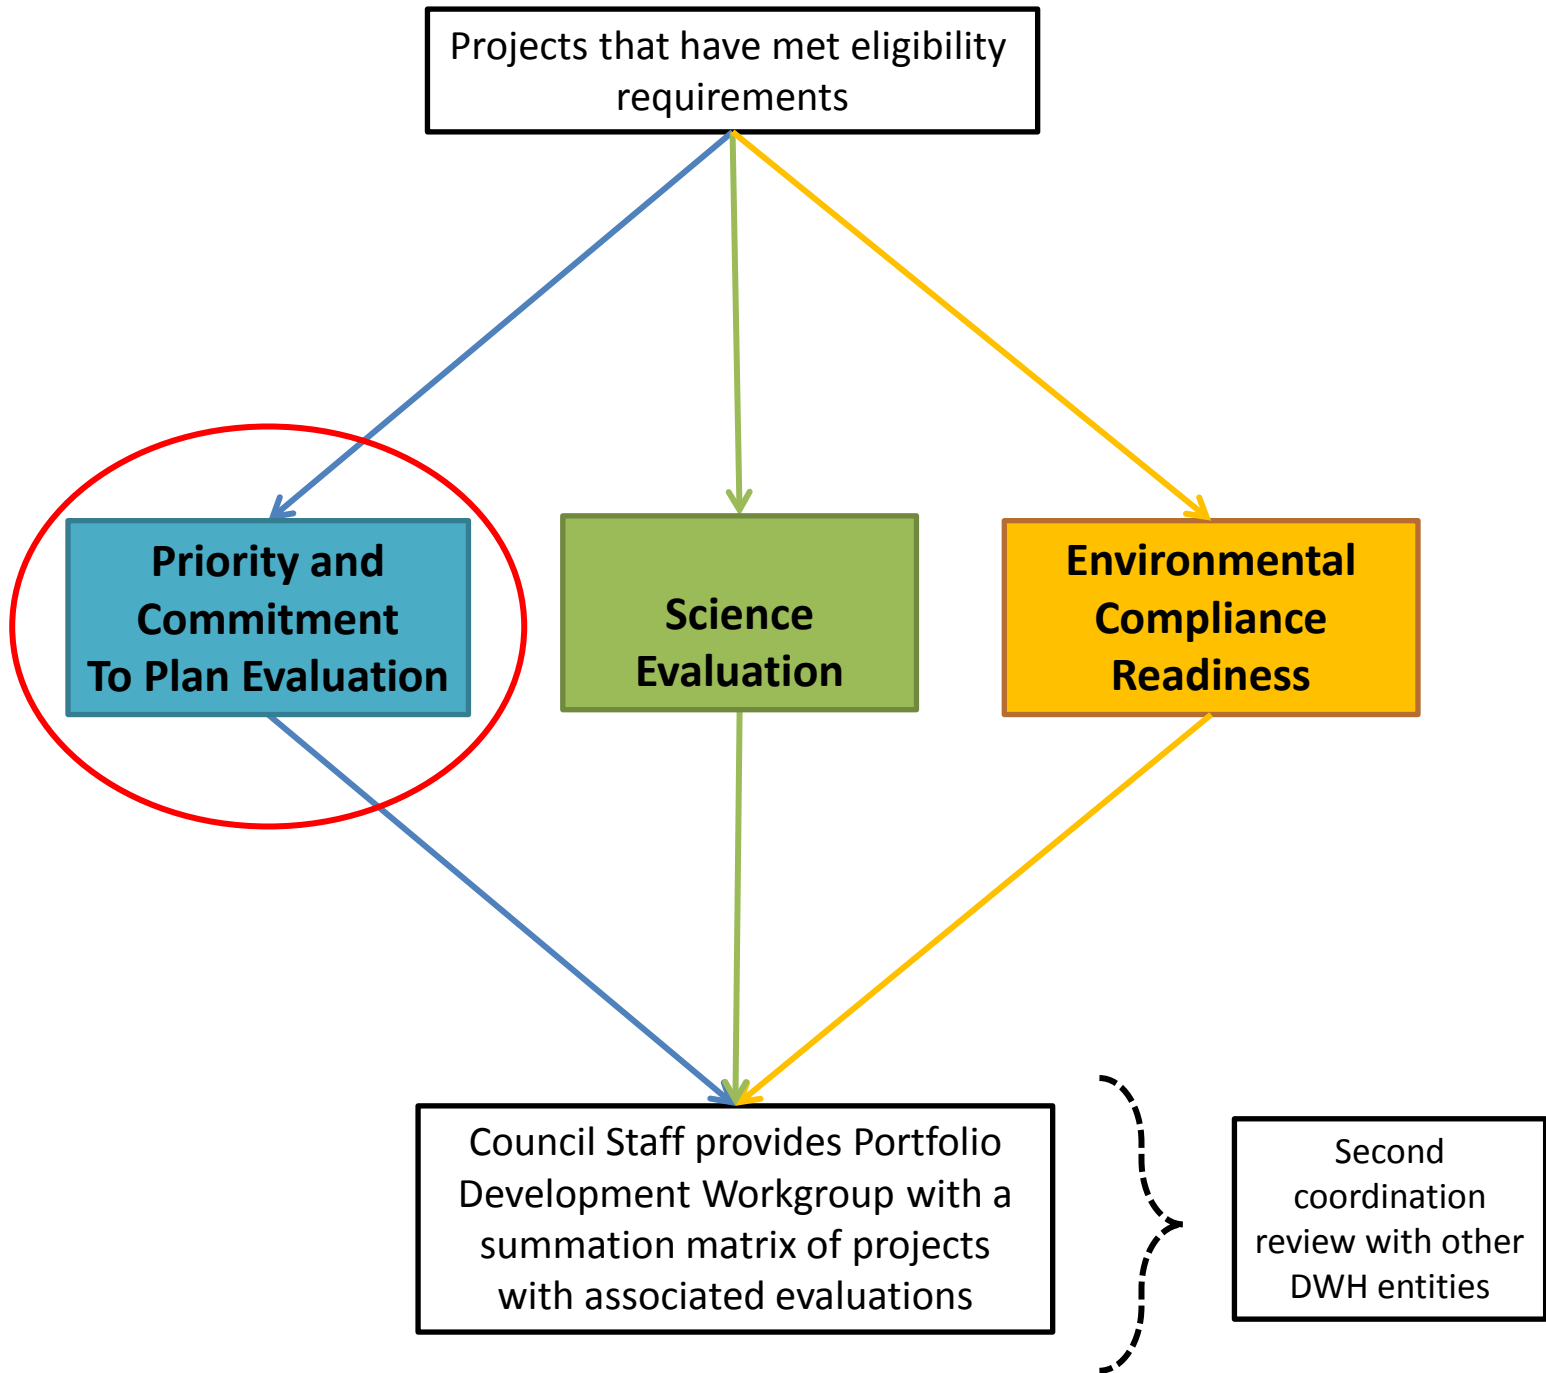 Projects that have met eligibility
requirements
Priority and
Commitment
To Plan Evaluation
Science
Evaluation
Environmental
Compliance
Readiness
Council Staff provides Portfolio
Development Workgroup with a
summation matrix of projects
with associated evaluations
Second
coordination
review with other
DWH entities